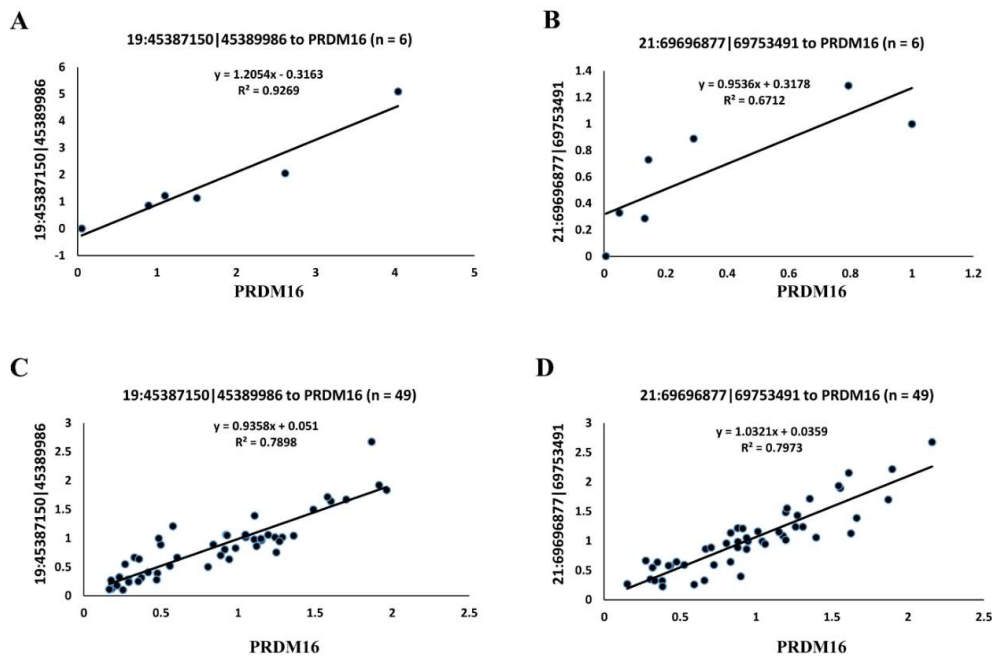 A
19:45387150|45389986 to PRDM16 (n = 6)
y = 1.2054x - 0.3163
R² = 0.9269
19:45387150|45389986
6
5
4
3
2
1
0
-1
0 1 2 3 4 5
PRDM16
B
21:69696877|69753491 to PRDM16 (n = 6)
y = 0.9536x + 0.3178
R² = 0.6712
21:69696877|69753491
1.4
1.2
1
0.8
0.6
0.4
0.2
0
0 0.2 0.4 0.6 0.8 1 1.2
PRDM16
C
19:45387150|45389986 to PRDM16 (n = 49)
y = 0.9358x + 0.051
R² = 0.7898
19:45387150|45389986
3
2.5
2
1.5
1
0.5
0
0 0.5 1 1.5 2 2.5
PRDM16
D
21:69696877|69753491 to PRDM16 (n = 49)
y = 1.0321x + 0.0359
R² = 0.7973
21:69696877|69753491
3
2.5
2
1.5
1
0.5
0
0 0.5 1 1.5 2 2.5
PRDM16